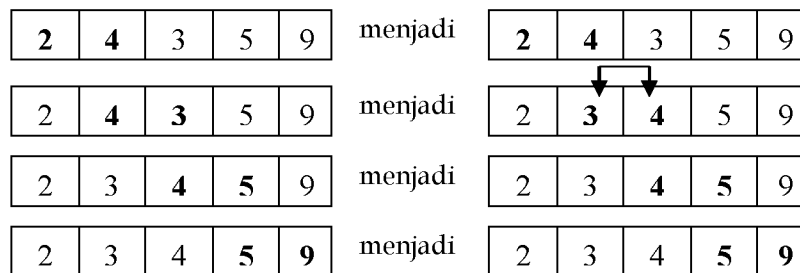 2 4 3 5 9 menjadi 2 4 3 5 9
2 4 3 5 9 menjadi 2 3 4 5 9
2 3 4 5 9 menjadi 2 3 4 5 9
2 3 4 5 9 menjadi 2 3 4 5 9